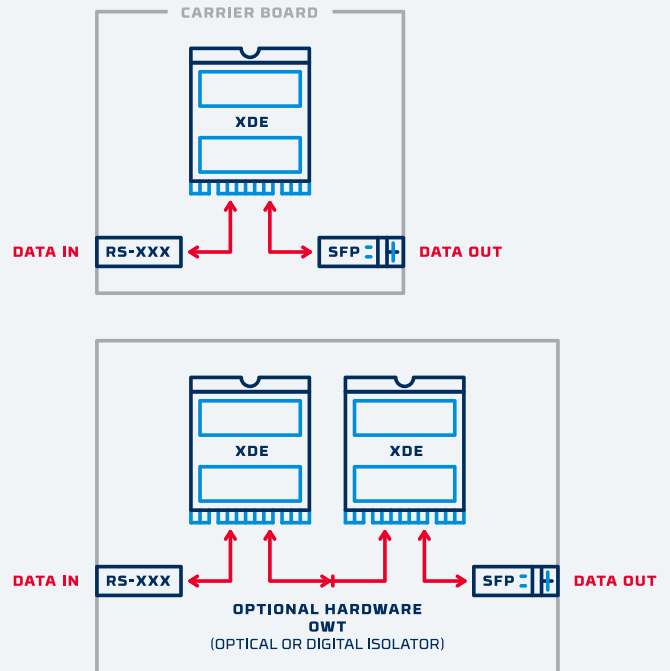 CARRIER BOARD
XDE
DATA IN
RS-XXX
SFP
DATA OUT
XDE
XDE
DATA IN
RS-XXX
SFP
DATA OUT
OPTIONAL HARDWARE
OWT
(OPTICAL OR DIGITAL ISOLATOR)